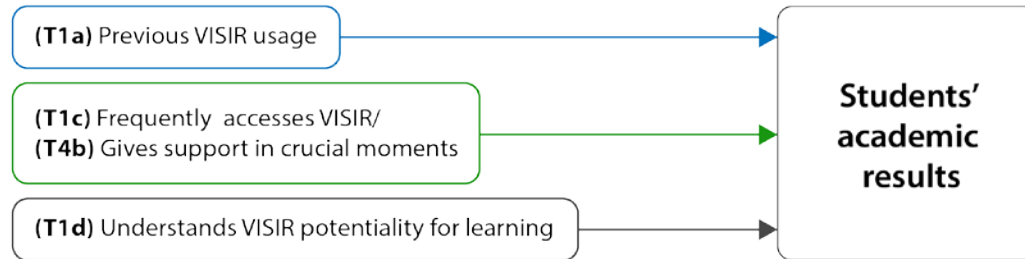 (T1a) Previous VISIR usage
(T1c) Frequently accesses VISIR/
(T4b) Gives support in crucial moments
(T1d) Understands VISIR potentiality for learning
Students’
academic
results